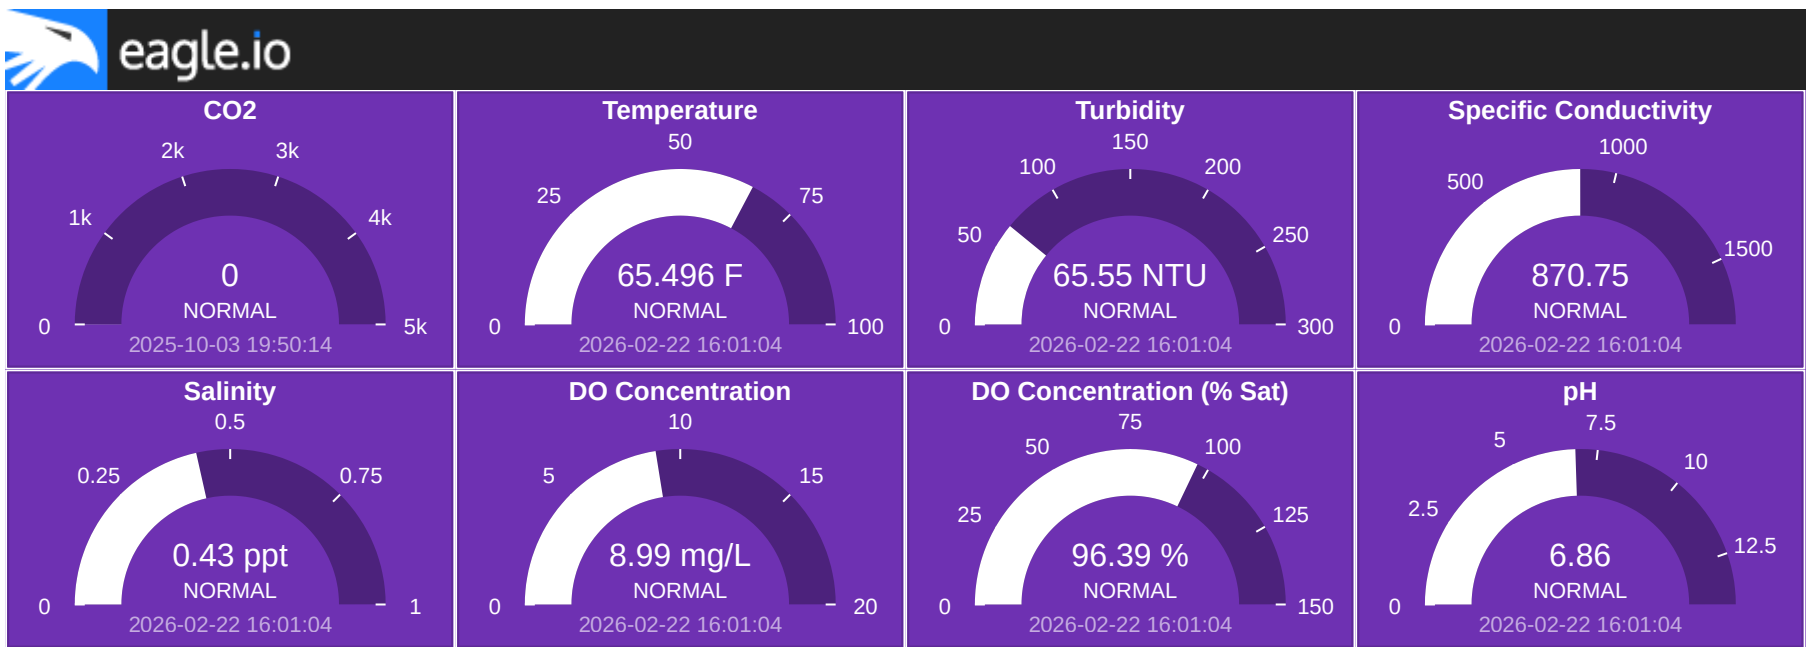 eagle.io
CO2
0
1k
2k
3k
4k
5k
0
NORMAL
2025-10-03 19:50:14
Temperature
0
25
50
75
100
65.496 F
NORMAL
2026-02-22 16:01:04
Turbidity
0
50
100
150
200
250
300
65.55 NTU
NORMAL
2026-02-22 16:01:04
Specific Conductivity
0
500
1000
1500
870.75
NORMAL
2026-02-22 16:01:04
Salinity
0
0.25
0.5
0.75
1
0.43 ppt
NORMAL
2026-02-22 16:01:04
DO Concentration
0
5
10
15
20
8.99 mg/L
NORMAL
2026-02-22 16:01:04
DO Concentration (% Sat)
0
25
50
75
100
125
150
96.39 %
NORMAL
2026-02-22 16:01:04
pH
0
2.5
5
7.5
10
12.5
6.86
NORMAL
2026-02-22 16:01:04